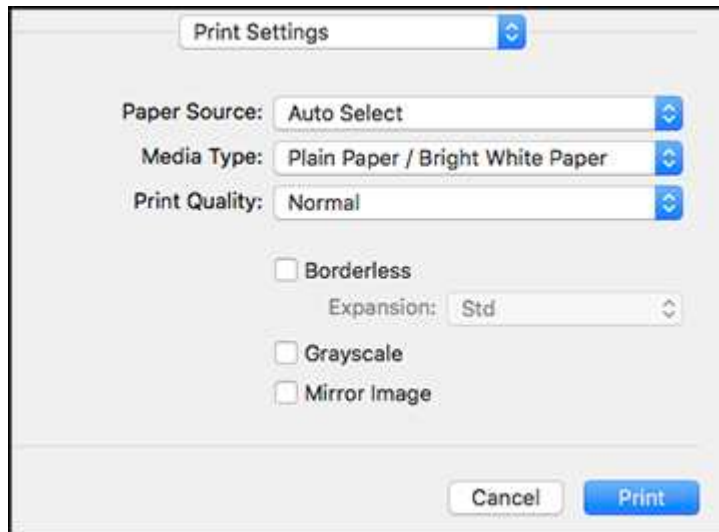 Print Settings
Paper Source: Auto Select
Media Type: Plain Paper / Bright White Paper
Print Quality: Normal
Borderless
Expansion: Std
Grayscale
Mirror Image
Cancel Print